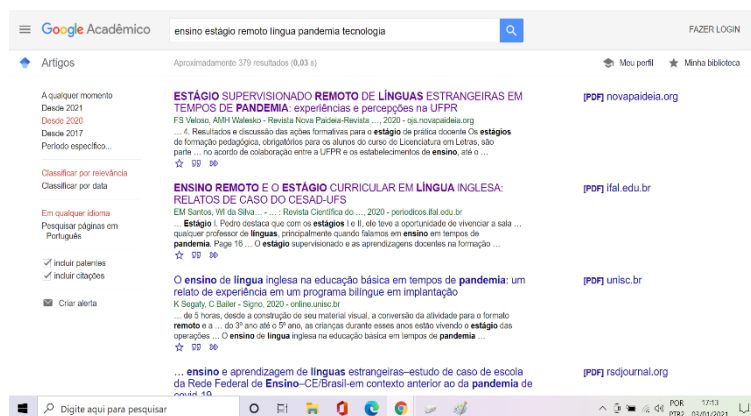 Google Acadêmico
ensino estágio remoto língua pandemia tecnologia
FAZER LOGIN
Artigos
Aproximadamente 379 resultados (0,03 s)
Meu perfil
Minha biblioteca
A qualquer momento
Desde 2021
Desde 2020
Desde 2017
Período específico...
Classificar por relevância
Classificar por data
Em qualquer idioma
Pesquisar páginas em
Português
incluir patentes
incluir citações
Criar alerta
ESTÁGIO SUPERVISIONADO REMOTO DE LÍNGUAS ESTRANGEIRAS EM
TEMPOS DE PANDEMIA: experiências e percepções na UFPR
FS Veloso, AMH Walesko - Revista Nova Paideia-Revista ..., 2020 - ojs.novapaideia.org
... 4. Resultados e discussão das ações formativas para o estágio de prática docente Os estágios
de formação pedagógica, obrigatórios para os alunos do curso de Licenciatura em Letras, são
parte ... no acordo de colaboração entre a UFPR e os estabelecimentos de ensino, até o ...
[PDF] novapaideia.org
ENSINO REMOTO E O ESTÁGIO CURRICULAR EM LÍNGUA INGLESA:
RELATOS DE CASO DO CESAD-UFS
EM Santos, WI da Silva... - ... : Revista Científica do ..., 2020 - periodicos.ifal.edu.br
... Estágio I. Pedro destaca que com os estágios I e II, ele teve a oportunidade de vivenciar a sala ...
qualquer professor de línguas, principalmente quando falamos em ensino em tempos de
pandemia. Page 16 ... O estágio supervisionado e as aprendizagens docentes na formação ...
[PDF] ifal.edu.br
O ensino de língua inglesa na educação básica em tempos de pandemia: um
relato de experiência em um programa bilíngue em implantação
K Segaty, C Bailer - Signo, 2020 - online.unisc.br
... de 5 horas, desde a construção de seu material visual, a conversão da atividade para o formato
remoto e a ... do 3º ano até o 5º ano, as crianças durante esses anos estão vivendo o estágio das
operações ... O ensino de língua inglesa na educação básica em tempos de pandemia ...
[PDF] unisc.br
... ensino e aprendizagem de línguas estrangeiras–estudo de caso de escola
da Rede Federal de Ensino–CE/Brasil-em contexto anterior ao da pandemia de
covid-19
[PDF] rsdjournal.org
Digite aqui para pesquisar
POR
PTB2
17:13
03/01/2021